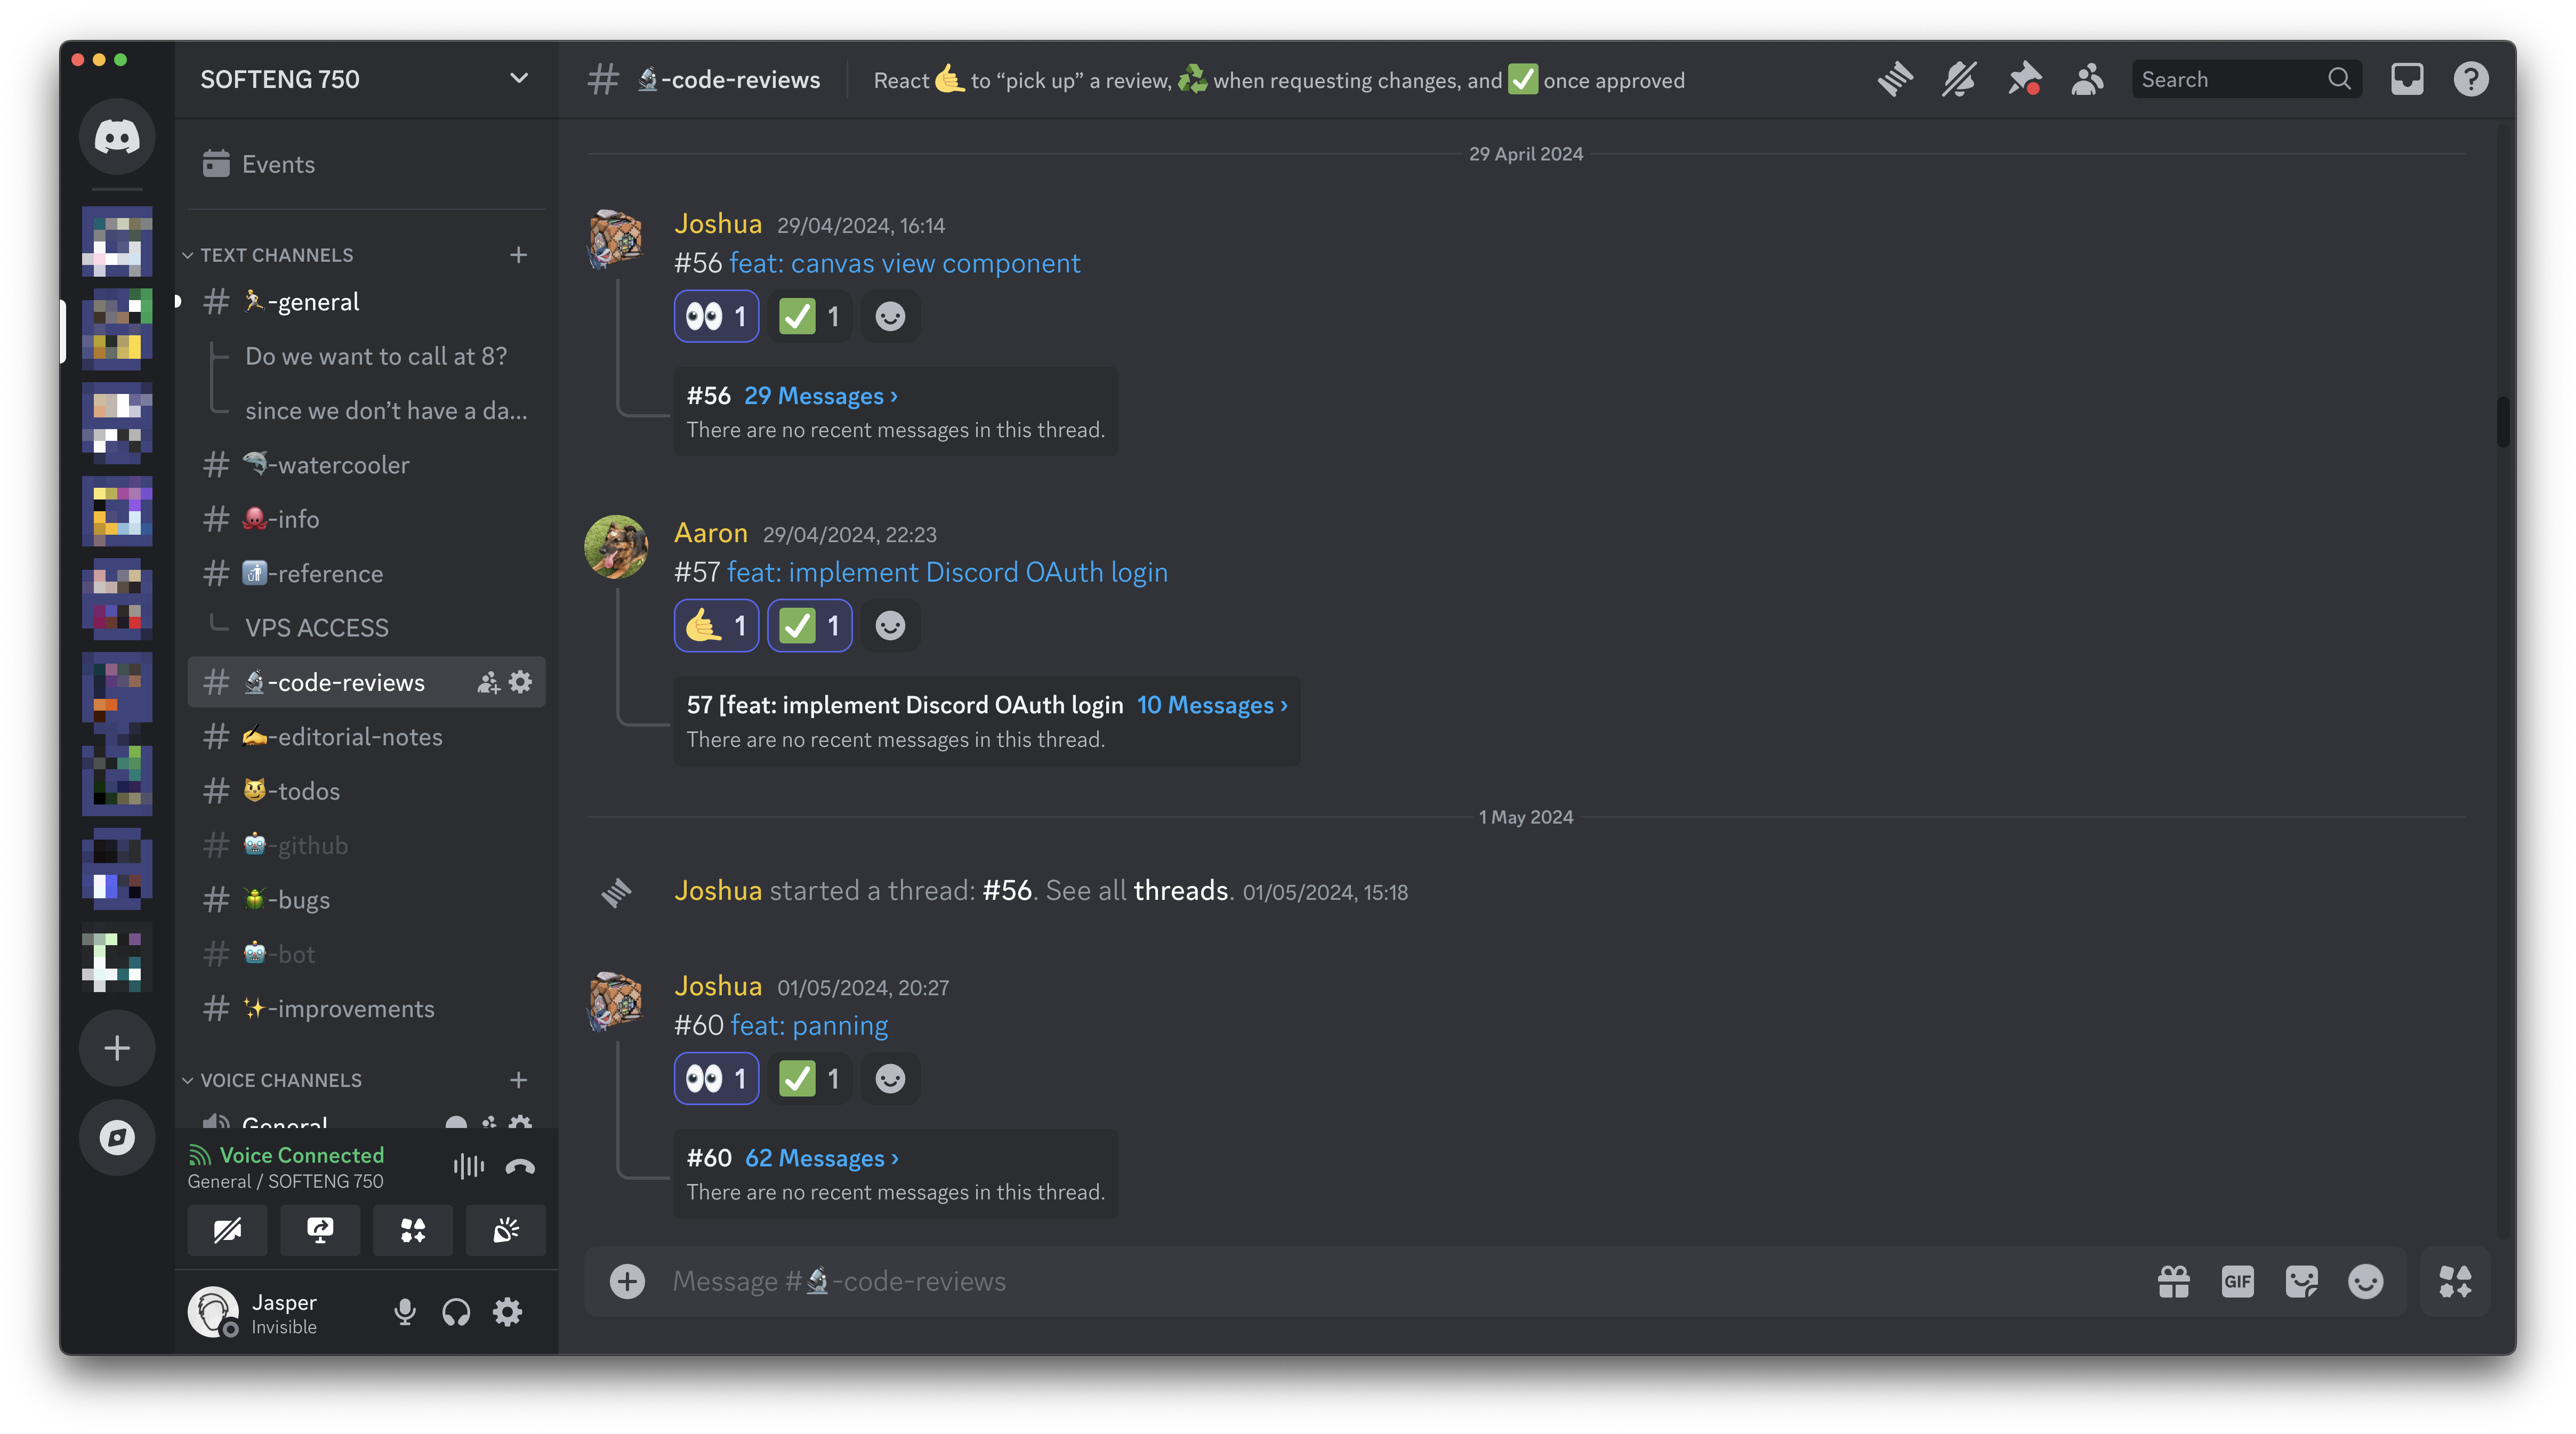 SOFTENG 750
Events
TEXT CHANNELS
-general
Do we want to call at 8?
since we don’t have a da...
-watercooler
-info
-reference
VPS ACCESS
-code-reviews
-editorial-notes
-todos
-github
-bugs
-bot
-improvements
VOICE CHANNELS
General
Voice Connected
General / SOFTENG 750
Jasper
Invisible
# -code-reviews
React 🤙 to “pick up” a review, ♻️ when requesting changes, and ✅ once approved
Search
29 April 2024
Joshua 29/04/2024, 16:14
#56 feat: canvas view component
1 1
#56 29 Messages ›
There are no recent messages in this thread.
Aaron 29/04/2024, 22:23
#57 feat: implement Discord OAuth login
1 1
57 [feat: implement Discord OAuth login 10 Messages ›
There are no recent messages in this thread.
1 May 2024
Joshua started a thread: #56. See all threads. 01/05/2024, 15:18
Joshua 01/05/2024, 20:27
#60 feat: panning
1 1
#60 62 Messages ›
There are no recent messages in this thread.
Message #🔬-code-reviews
GIF